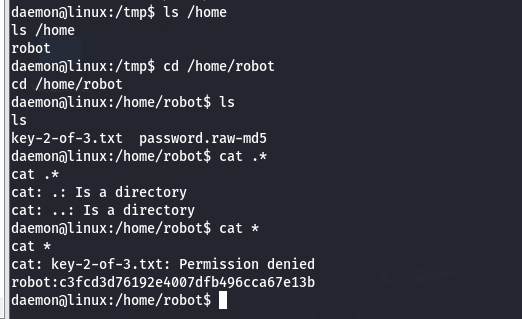 daemon@linux:/tmp$ ls /home
ls /home
robot
daemon@linux:/tmp$ cd /home/robot
cd /home/robot
daemon@linux:/home/robot$ ls
ls
key-2-of-3.txt  password.raw-md5
daemon@linux:/home/robot$ cat .*
cat .*
cat: .: Is a directory
cat: ..: Is a directory
daemon@linux:/home/robot$ cat *
cat *
cat: key-2-of-3.txt: Permission denied
robot:c3fcd3d76192e4007dfb496cca67e13b
daemon@linux:/home/robot$